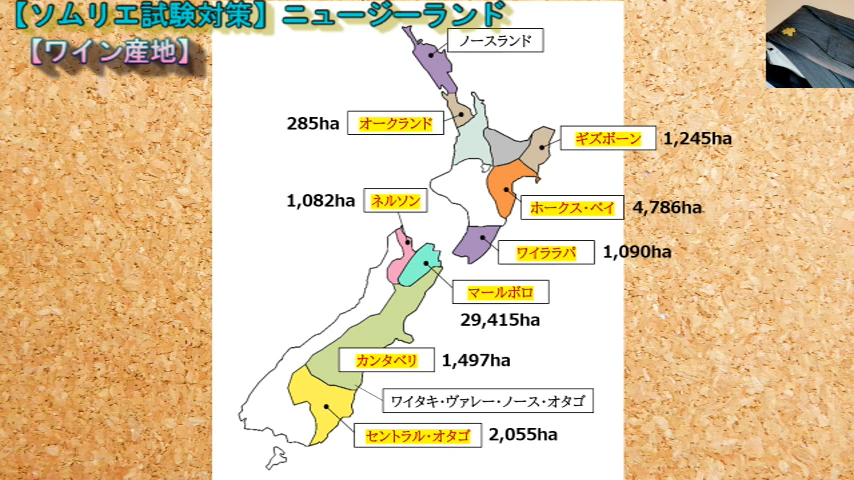 【ソムリエ試験対策】ニュージーランド
【ワイン産地】
ノースランド
285ha オークランド
ギズボーン 1,245ha
1,082ha ネルソン
ホークス・ベイ 4,786ha
ワイララパ 1,090ha
マールボロ
29,415ha
カンタベリ 1,497ha
ワイタキ・ヴァレー・ノース・オタゴ
セントラル・オタゴ 2,055ha